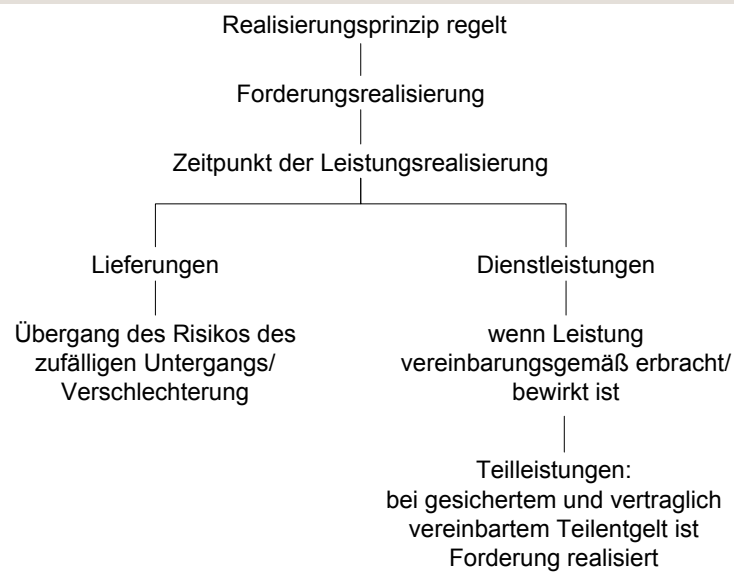 Realisierungsprinzip regelt
Forderungsrealisierung
Zeitpunkt der Leistungsrealisierung
Lieferungen
Übergang des Risikos des
zufälligen Untergangs/
Verschlechterung
Dienstleistungen
wenn Leistung
vereinbarungsgemäß erbracht/
bewirkt ist
Teilleistungen:
bei gesichertem und vertraglich
vereinbartem Teilentgelt ist
Forderung realisiert